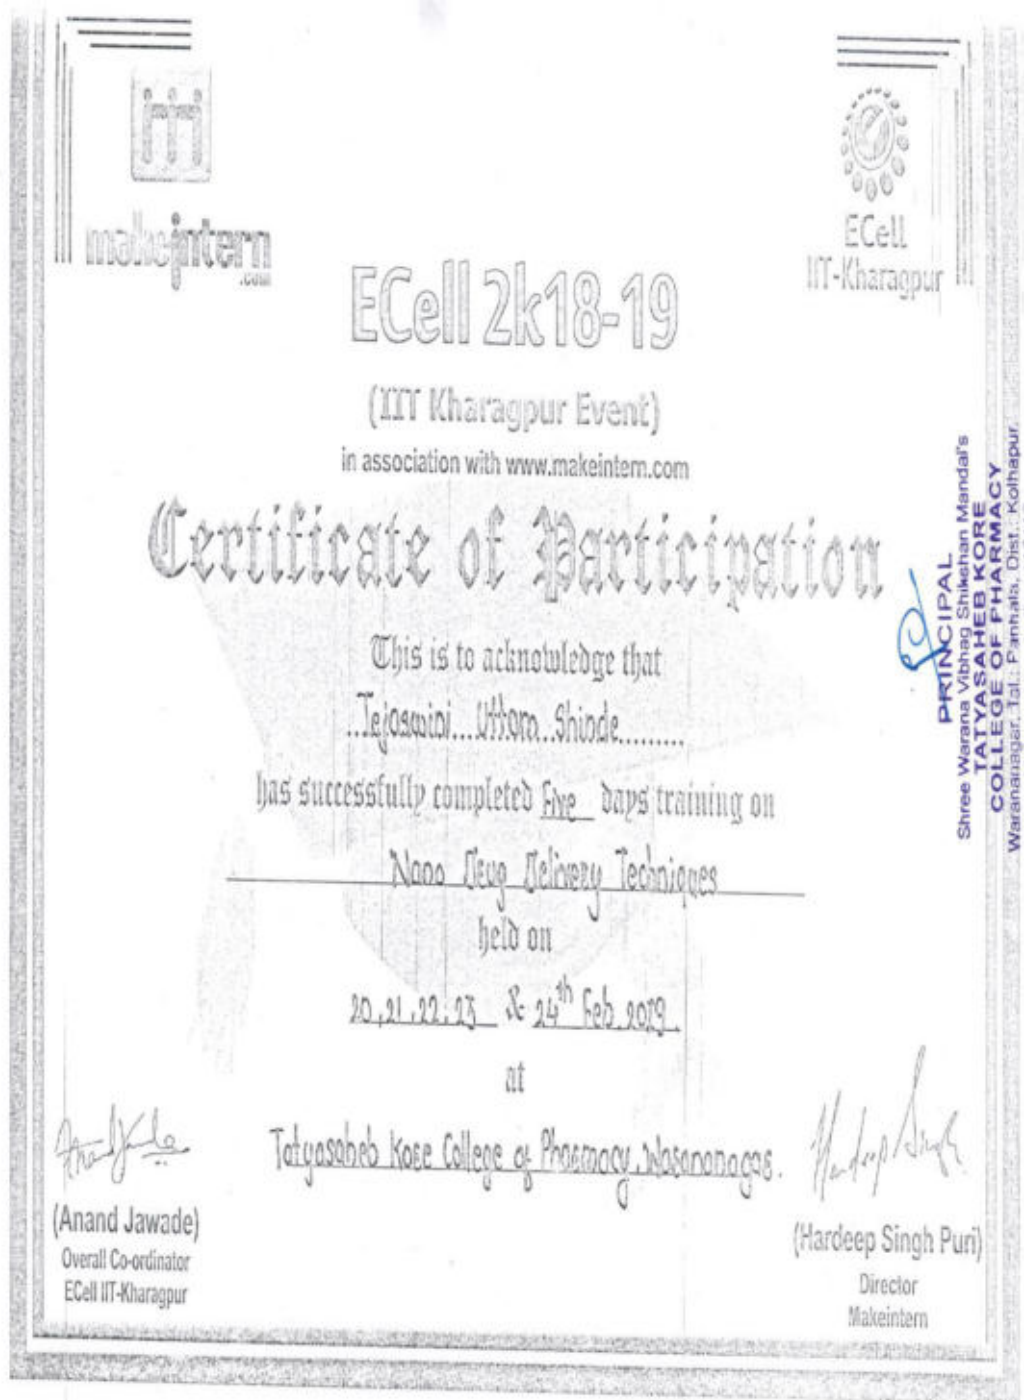 makeintern
.com
ECell
IIT-Kharagpur
ECell 2k18-19
(IIT Kharagpur Event)
in association with www.makeintern.com
Certificate of Participation
This is to acknowledge that
...Tejaswini...Uttam...Shinde.........
has successfully completed five days training on
Nano Drug Delivery Techniques
held on
20,21,22,23 & 24th Feb 2019.
at
Tatyasaheb Kore College of Pharmacy, Warananagar.
(Anand Jawade)
Overall Co-ordinator
ECell IIT-Kharagpur
Hardeep Singh
(Hardeep Singh Puri)
Director
Makeintern
PRINCIPAL
Shree Warana Vibhag Shikshan Mandal's
TATYASAHEB KORE
COLLEGE OF PHARMACY
Warananagar, Tal.: Panhala, Dist.: Kolhapur.